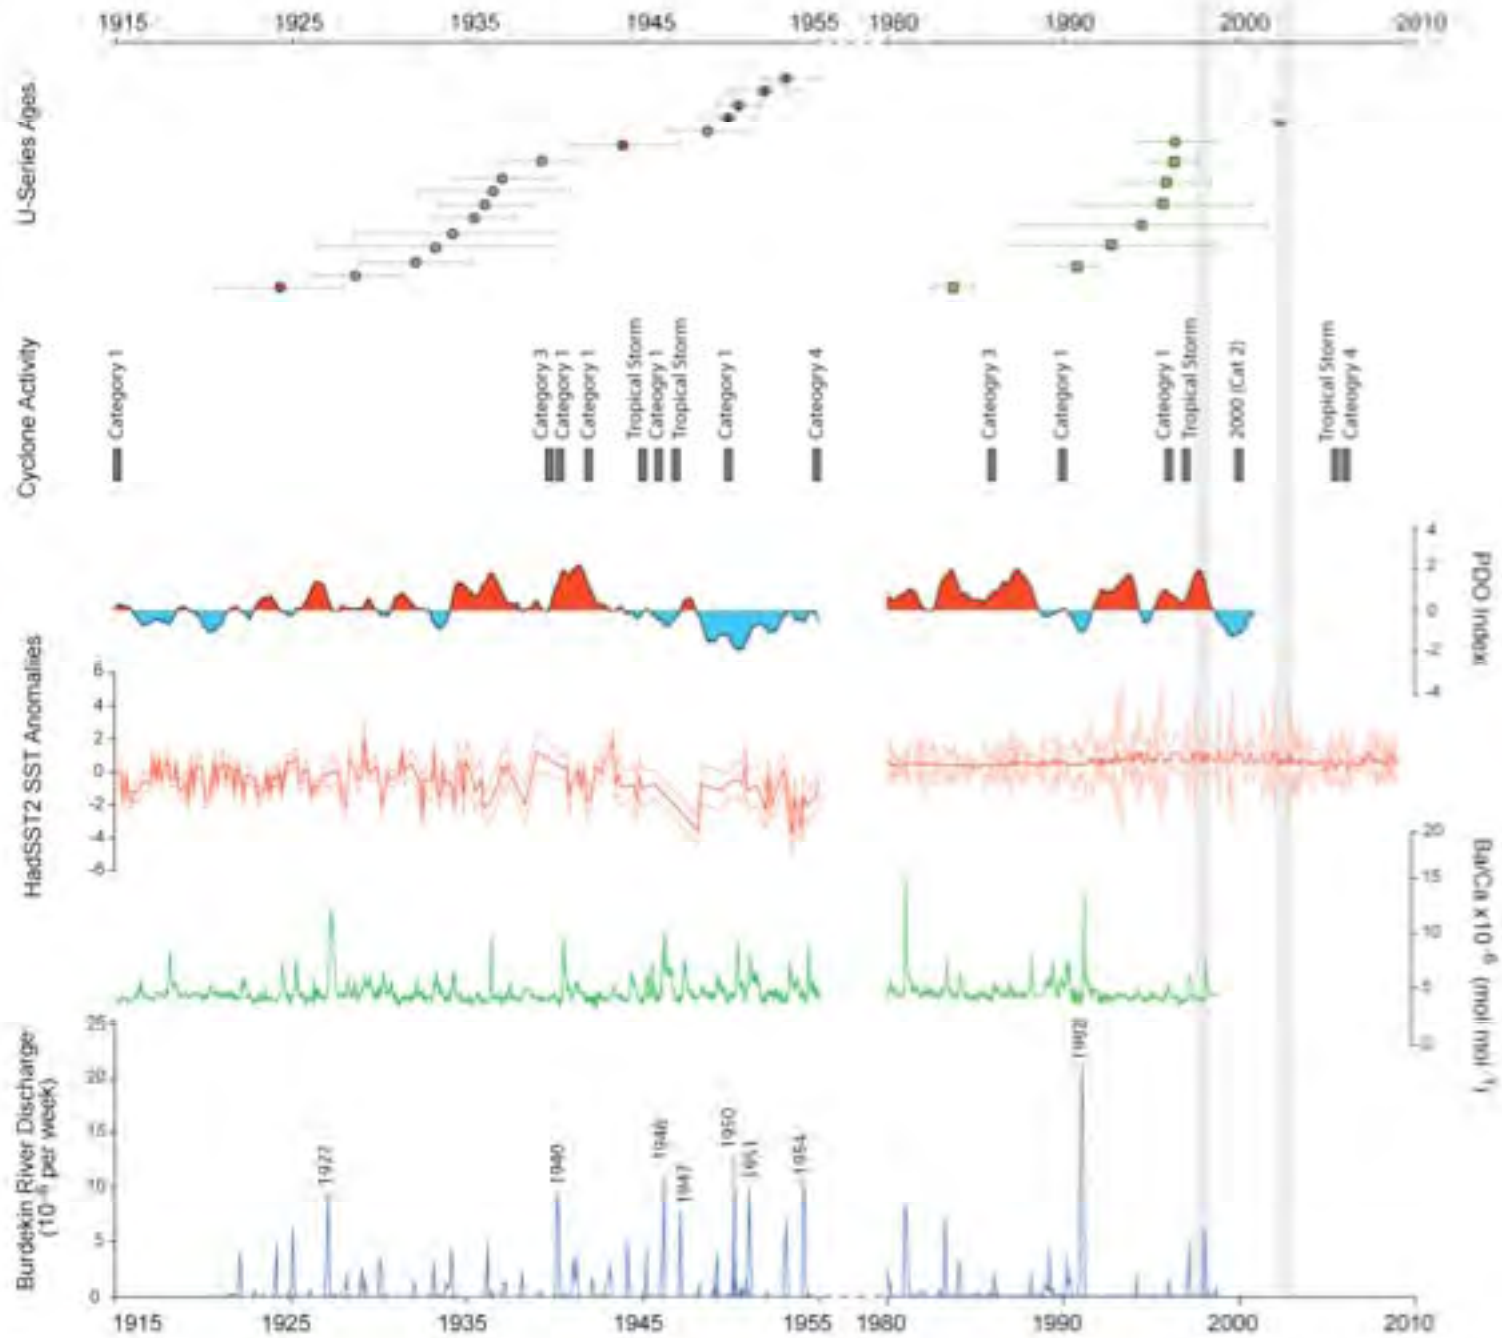 1915 1925 1935 1945 1955 1980 1990 2000 2010
U-Series Ages
Cyclone Activity
Category 1
Category 3
Category 1
Category 1
Tropical Storm
Cateogry 1
Tropical Storm
Category 1
Category 4
Cateogry 3
Category 1
Cateogry 1
Tropical Storm
2000 (Cat 2)
Tropical Storm
Cateogry 4
4
2
0
-2
-4
PDO Index
HadSST2 SST Anomalies
6
4
2
0
-2
-4
-6
20
15
10
5
0
Ba/Ca x10-6 (mol mol-1)
Burdekin River Discharge
(10-6 per week)
25
20
15
10
5
0
1927
1940
1946
1947
1950
1951
1954
1915 1925 1935 1945 1955 1980 1990 2000 2010